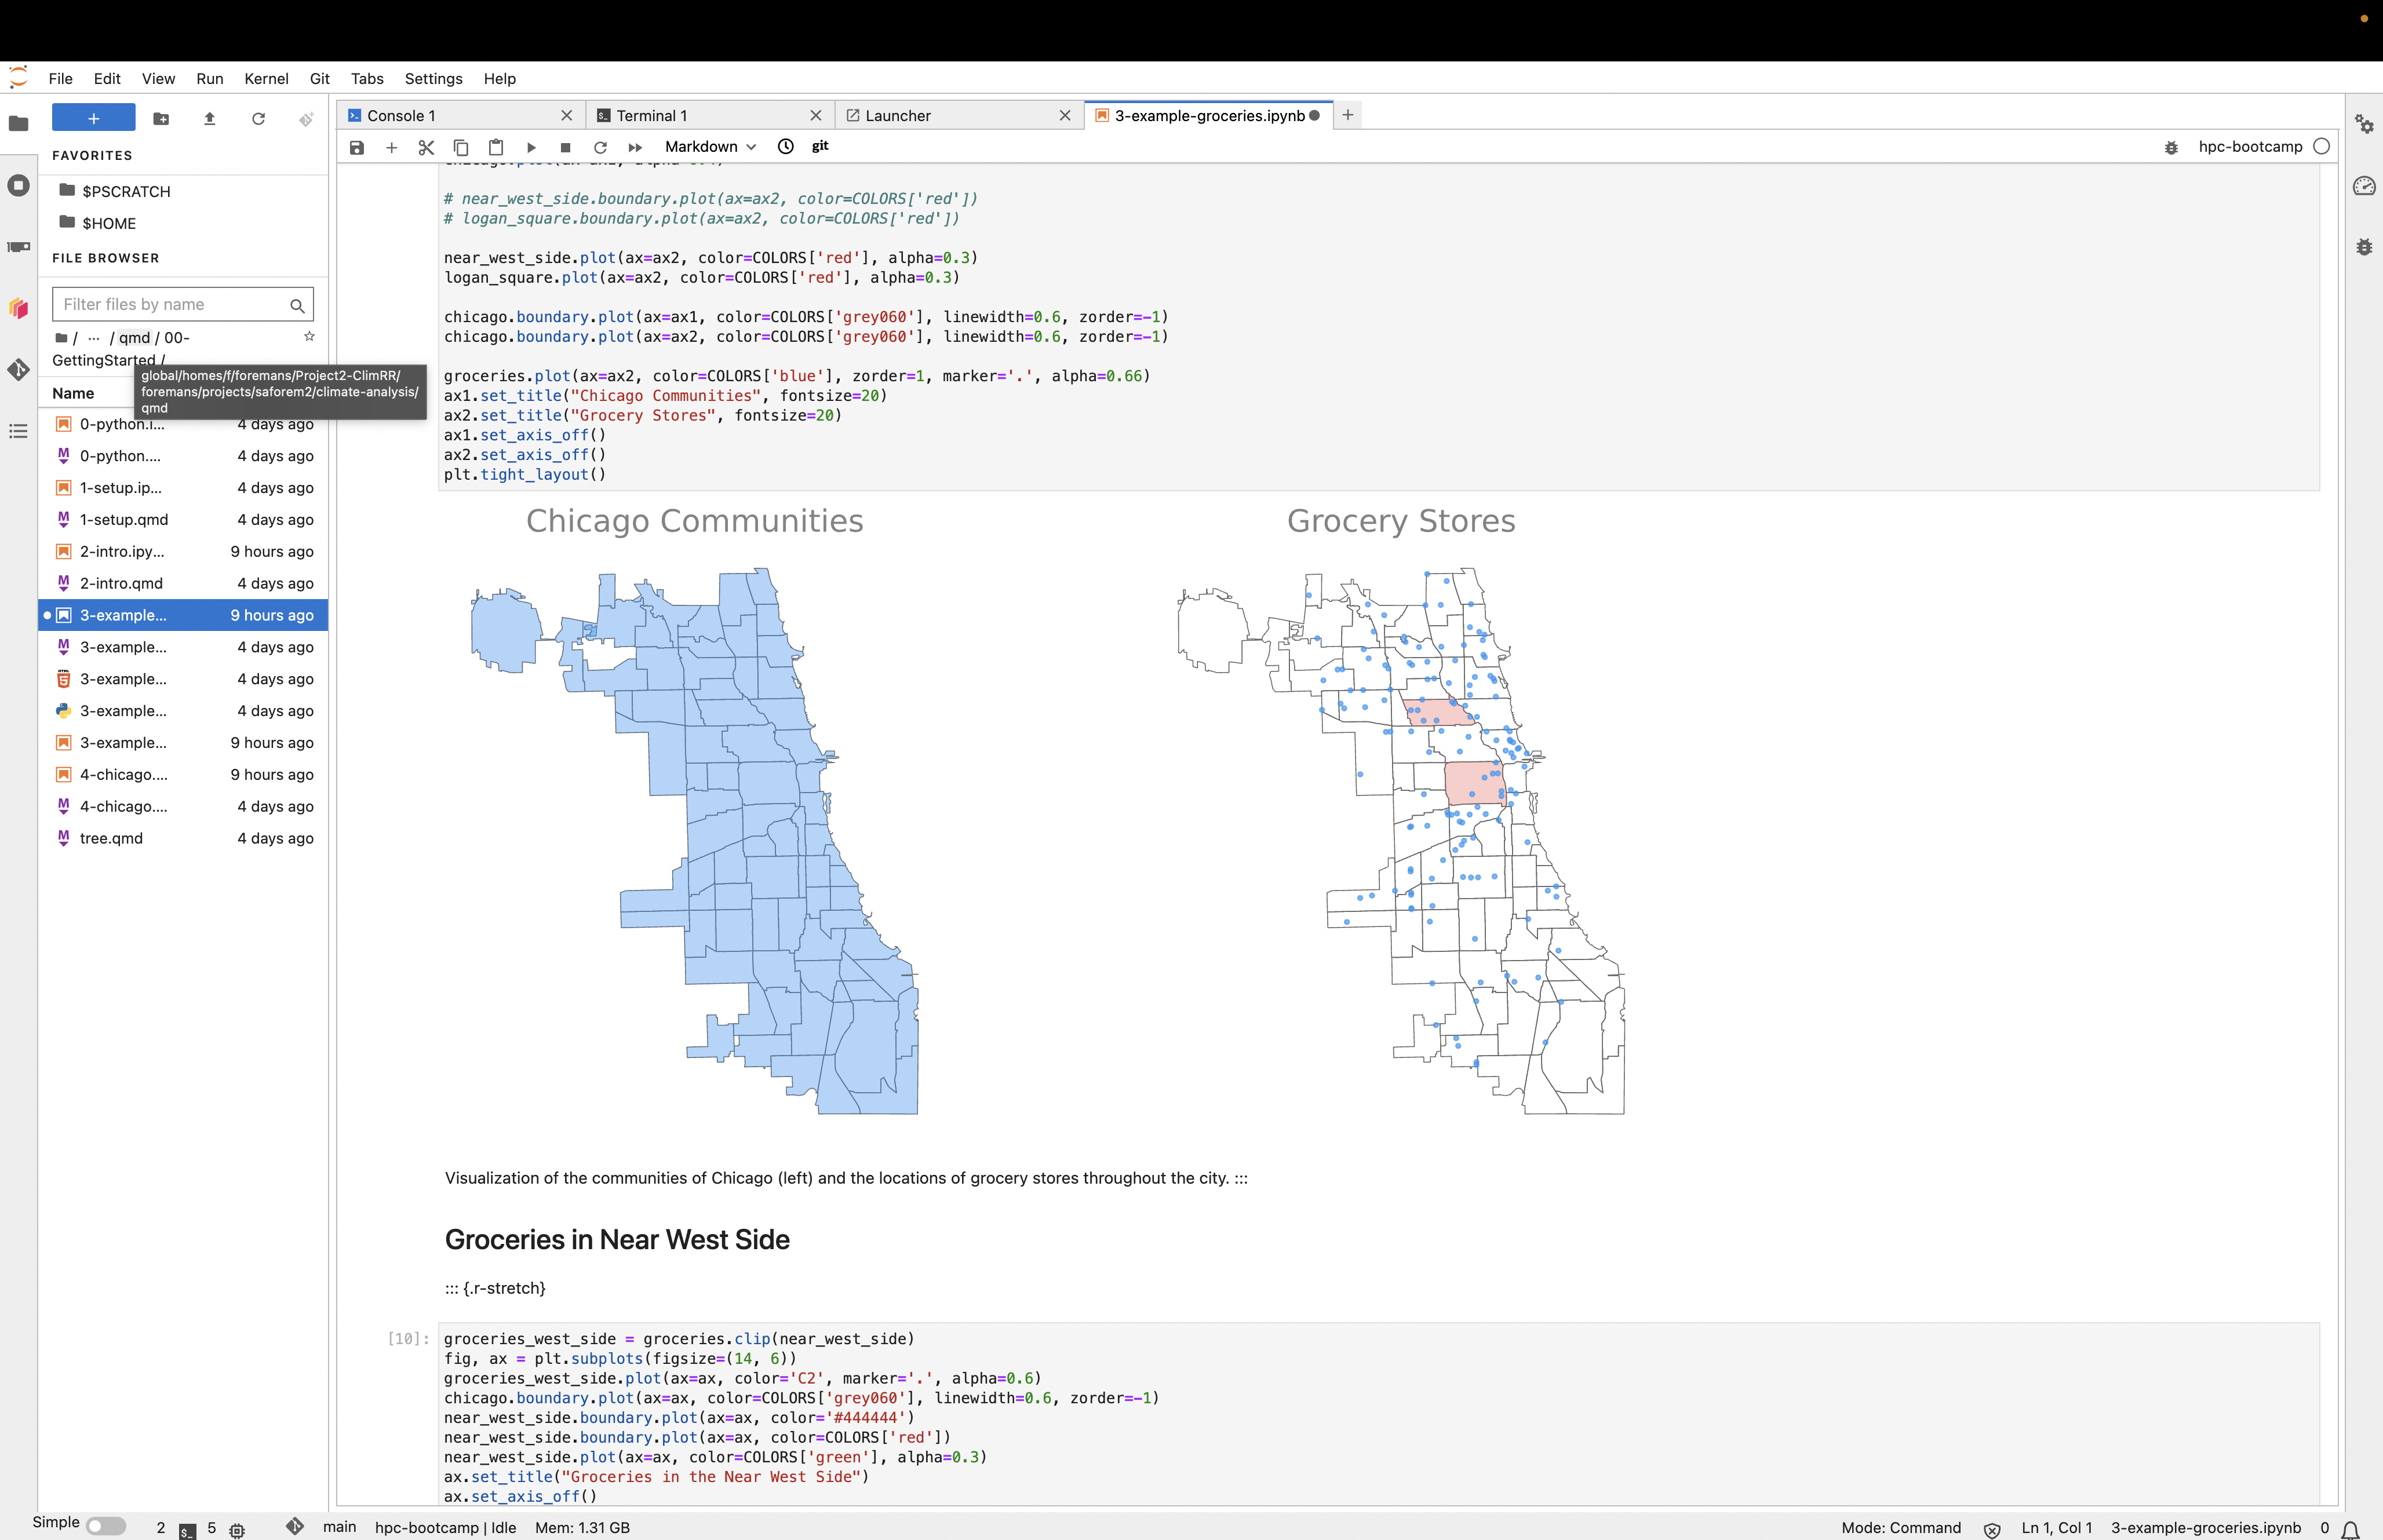 File Edit View Run Kernel Git Tabs Settings Help
FAVORITES
$PSCRATCH
$HOME
FILE BROWSER
Filter files by name
/ ··· / qmd / 00-
GettingStarted /
global/homes/f/foremans/Project2-ClimRR/
foremans/projects/saforem2/climate-analysis/
qmd
Name
0-python.i... 4 days ago
0-python.... 4 days ago
1-setup.ip... 4 days ago
1-setup.qmd 4 days ago
2-intro.ipy... 9 hours ago
2-intro.qmd 4 days ago
3-example... 9 hours ago
3-example... 4 days ago
3-example... 4 days ago
3-example... 4 days ago
3-example... 9 hours ago
4-chicago.... 9 hours ago
4-chicago.... 4 days ago
tree.qmd 4 days ago
Console 1
Terminal 1
Launcher
3-example-groceries.ipynb
Markdown
git
hpc-bootcamp
# near_west_side.boundary.plot(ax=ax2, color=COLORS['red'])
# logan_square.boundary.plot(ax=ax2, color=COLORS['red'])
near_west_side.plot(ax=ax2, color=COLORS['red'], alpha=0.3)
logan_square.plot(ax=ax2, color=COLORS['red'], alpha=0.3)
chicago.boundary.plot(ax=ax1, color=COLORS['grey060'], linewidth=0.6, zorder=-1)
chicago.boundary.plot(ax=ax2, color=COLORS['grey060'], linewidth=0.6, zorder=-1)
groceries.plot(ax=ax2, color=COLORS['blue'], zorder=1, marker='.', alpha=0.66)
ax1.set_title("Chicago Communities", fontsize=20)
ax2.set_title("Grocery Stores", fontsize=20)
ax1.set_axis_off()
ax2.set_axis_off()
plt.tight_layout()
Chicago Communities
Grocery Stores
Visualization of the communities of Chicago (left) and the locations of grocery stores throughout the city. :::
Groceries in Near West Side
::: {.r-stretch}
[10]:
groceries_west_side = groceries.clip(near_west_side)
fig, ax = plt.subplots(figsize=(14, 6))
groceries_west_side.plot(ax=ax, color='C2', marker='.', alpha=0.6)
chicago.boundary.plot(ax=ax, color=COLORS['grey060'], linewidth=0.6, zorder=-1)
near_west_side.boundary.plot(ax=ax, color='#444444')
near_west_side.boundary.plot(ax=ax, color=COLORS['red'])
near_west_side.plot(ax=ax, color=COLORS['green'], alpha=0.3)
ax.set_title("Groceries in the Near West Side")
ax.set_axis_off()
Simple 2 5 main hpc-bootcamp | Idle Mem: 1.31 GB
Mode: Command Ln 1, Col 1 3-example-groceries.ipynb 0